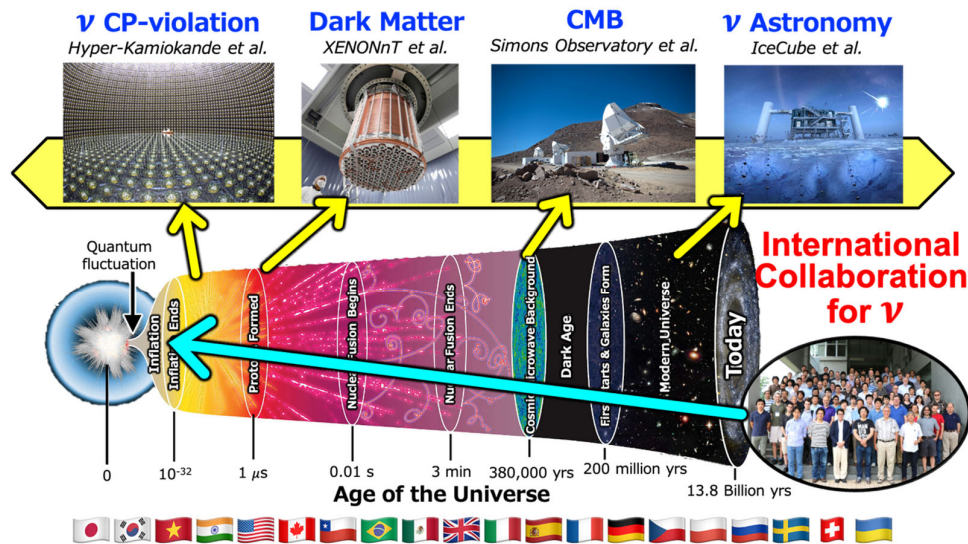 ν CP-violation
Hyper-Kamiokande et al.
Dark Matter
XENONnT et al.
CMB
Simons Observatory et al.
ν Astronomy
IceCube et al.
Quantum
fluctuation
International
Collaboration
for ν
Inflation
Ends
Formed
Nuclear Fusion Begins
Nuclear Fusion Ends
Cosmic Microwave Background
Dark Age
First Starts & Galaxies Form
Modern Universe
Today
0
10⁻³²
1 μs
0.01 s
3 min
380,000 yrs
200 million yrs
13.8 Billion yrs
Age of the Universe